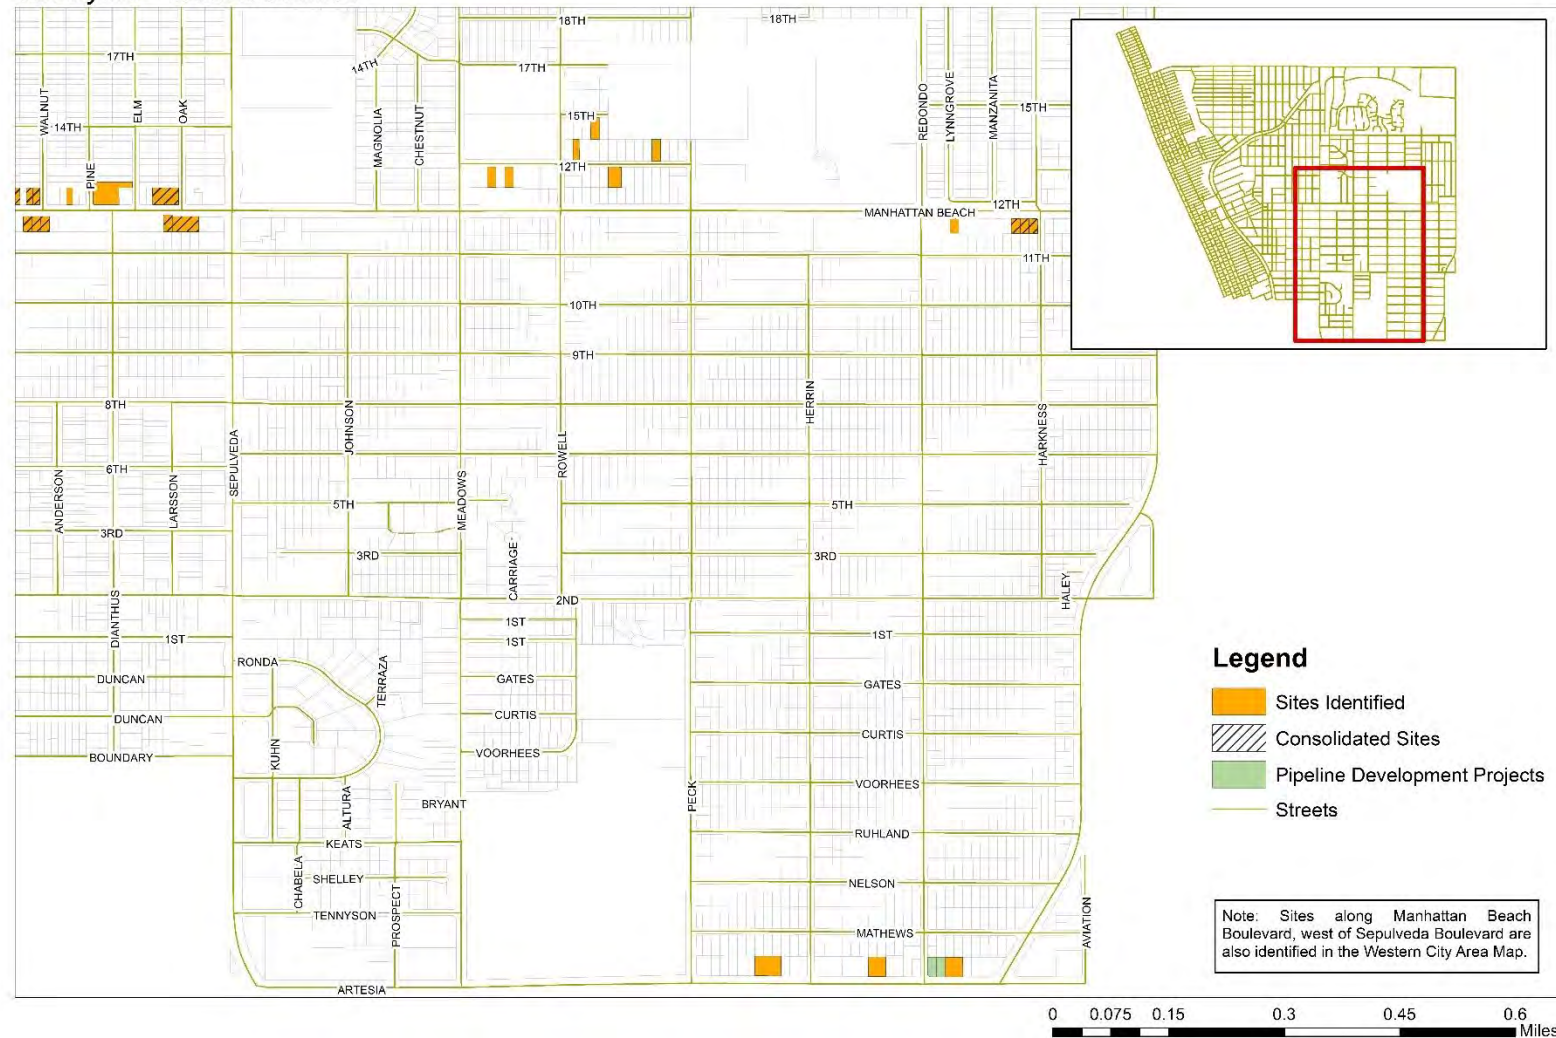 18TH
18TH
17TH
17TH
14TH
WALNUT
ELM
OAK
MAGNOLIA
CHESTNUT
REDONDO
LYNNGROVE
MANZANITA
15TH
15TH
14TH
PINE
12TH
12TH
MANHATTAN BEACH
11TH
10TH
9TH
8TH
JOHNSON
HERRIN
HARKNESS
SEPULVEDA
ROWELL
6TH
ANDERSON
LARSSON
MEADOWS
5TH
5TH
3RD
3RD
3RD
CARRIAGE
HALEY
2ND
DIANTHUS
1ST
1ST
1ST
1ST
RONDA
TERRAZA
DUNCAN
GATES
GATES
DUNCAN
CURTIS
CURTIS
BOUNDARY
KUHN
VOORHEES
VOORHEES
PECK
ALTURA
BRYANT
RUHLAND
KEATS
CHABELA
SHELLEY
NELSON
PROSPECT
TENNYSON
MATHEWS
AVIATION
ARTESIA
Legend
Sites Identified
Consolidated Sites
Pipeline Development Projects
Streets
Note: Sites along Manhattan Beach
Boulevard, west of Sepulveda Boulevard are
also identified in the Western City Area Map.
0 0.075 0.15 0.3 0.45 0.6
Miles